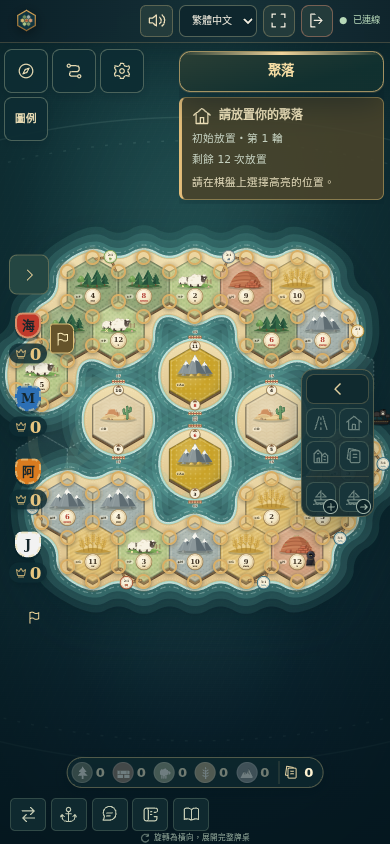 繁體中文
已連線
圖例
聚落
請放置你的聚落
初始放置・第 1 輪
剩餘 12 次放置
請在棋盤上選擇高亮的位置。
4
8
2
9
10
12
6
8
5
海
0
M
0
阿
0
J
0
6
4
2
11
3
10
9
12
0 0 0 0 0 0
旋轉為橫向，展開完整牌桌